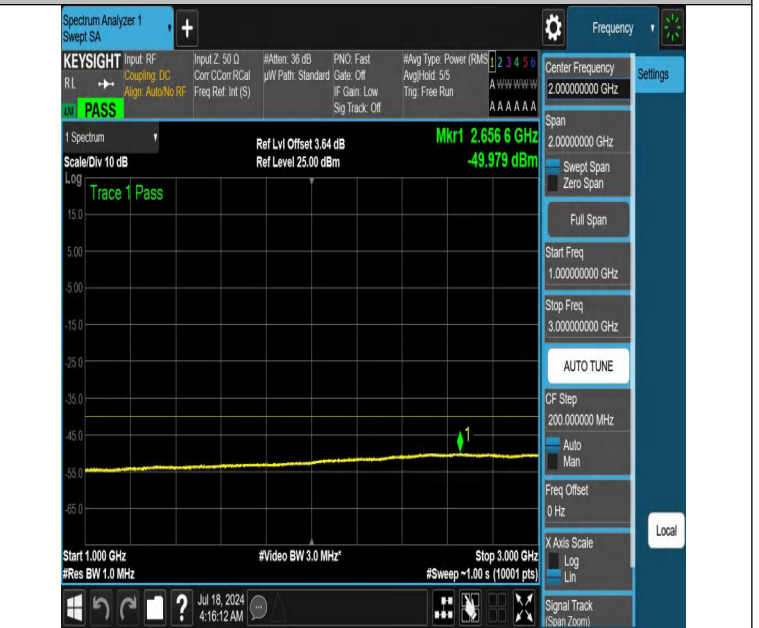 Spectrum Analyzer 1
Swept SA
+
Frequency
KEYSIGHT
RL
PASS
Input: RF
Coupling: DC
Align: Auto/No RF
Input Z: 50 Ω
Corr CCorr RCal
Freq Ref: Int (S)
#Atten: 36 dB
µW Path: Standard
PNO: Fast
Gate: Off
IF Gain: Low
Sig Track: Off
#Avg Type: Power (RMS
Avg|Hold: 5/5
Trig: Free Run
1 2 3 4 5 6
A W W W W W
A A A A A A
1 Spectrum
Scale/Div 10 dB
Ref Lvl Offset 3.64 dB
Ref Level 25.00 dBm
Mkr1 2.656 6 GHz
-49.979 dBm
Log
Trace 1 Pass
15.0
5.00
-5.00
-15.0
-25.0
-35.0
-45.0
-55.0
-65.0
1
Start 1.000 GHz
#Res BW 1.0 MHz
#Video BW 3.0 MHz*
Stop 3.000 GHz
#Sweep ~1.00 s (10001 pts)
?
Jul 18, 2024
4:16:12 AM
Center Frequency
2.000000000 GHz
Settings
Span
2.00000000 GHz
Swept Span
Zero Span
Full Span
Start Freq
1.000000000 GHz
Stop Freq
3.000000000 GHz
AUTO TUNE
CF Step
200.000000 MHz
Auto
Man
Freq Offset
0 Hz
X Axis Scale
Log
Lin
Local
Signal Track
(Span Zoom)